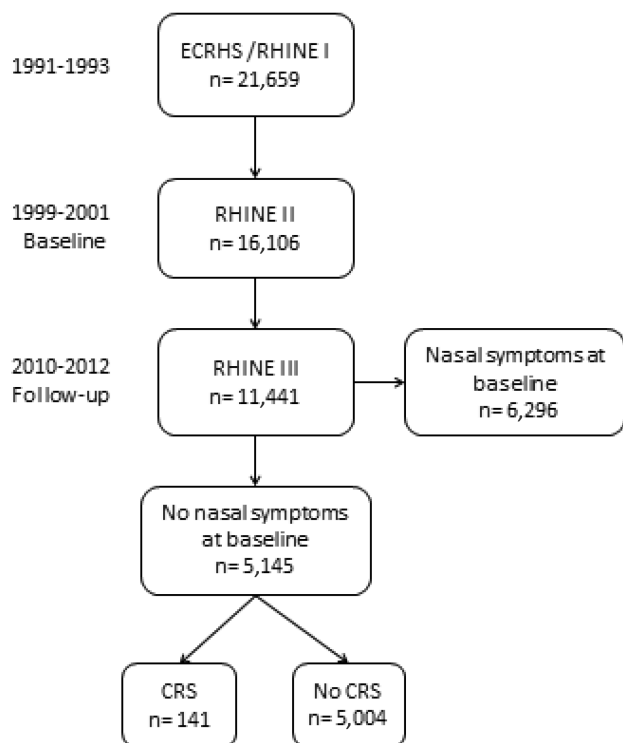 1991-1993
ECRHS /RHINE I
n= 21,659
1999-2001
Baseline
RHINE II
n= 16,106
2010-2012
Follow-up
RHINE III
n= 11,441
Nasal symptoms at
baseline
n= 6,296
No nasal symptoms
at baseline
n= 5,145
CRS
n= 141
No CRS
n= 5,004